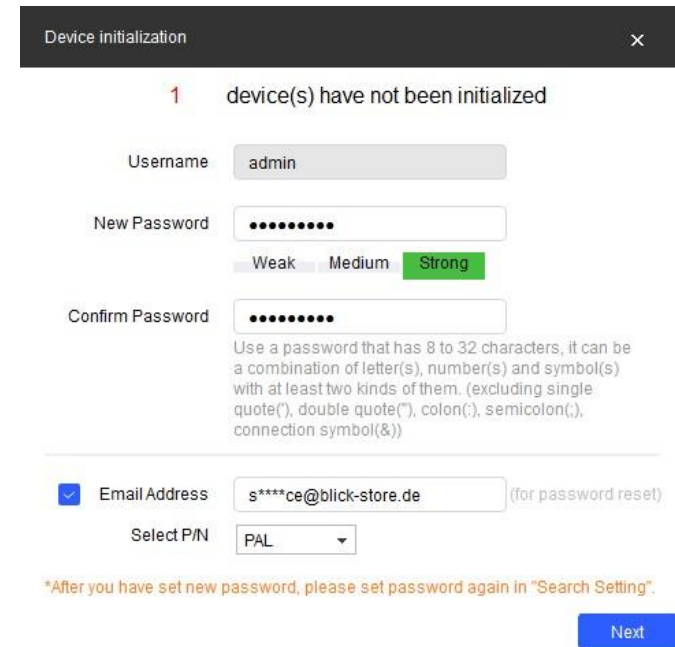 Device initialization
1 device(s) have not been initialized
Username admin
New Password •••••••••
Weak Medium Strong
Confirm Password •••••••••
Use a password that has 8 to 32 characters, it can be
a combination of letter(s), number(s) and symbol(s)
with at least two kinds of them. (excluding single
quote('), double quote("), colon(:), semicolon(;),
connection symbol(&))
Email Address s****ce@blick-store.de (for password reset)
Select P/N PAL
*After you have set new password, please set password again in "Search Setting".
Next